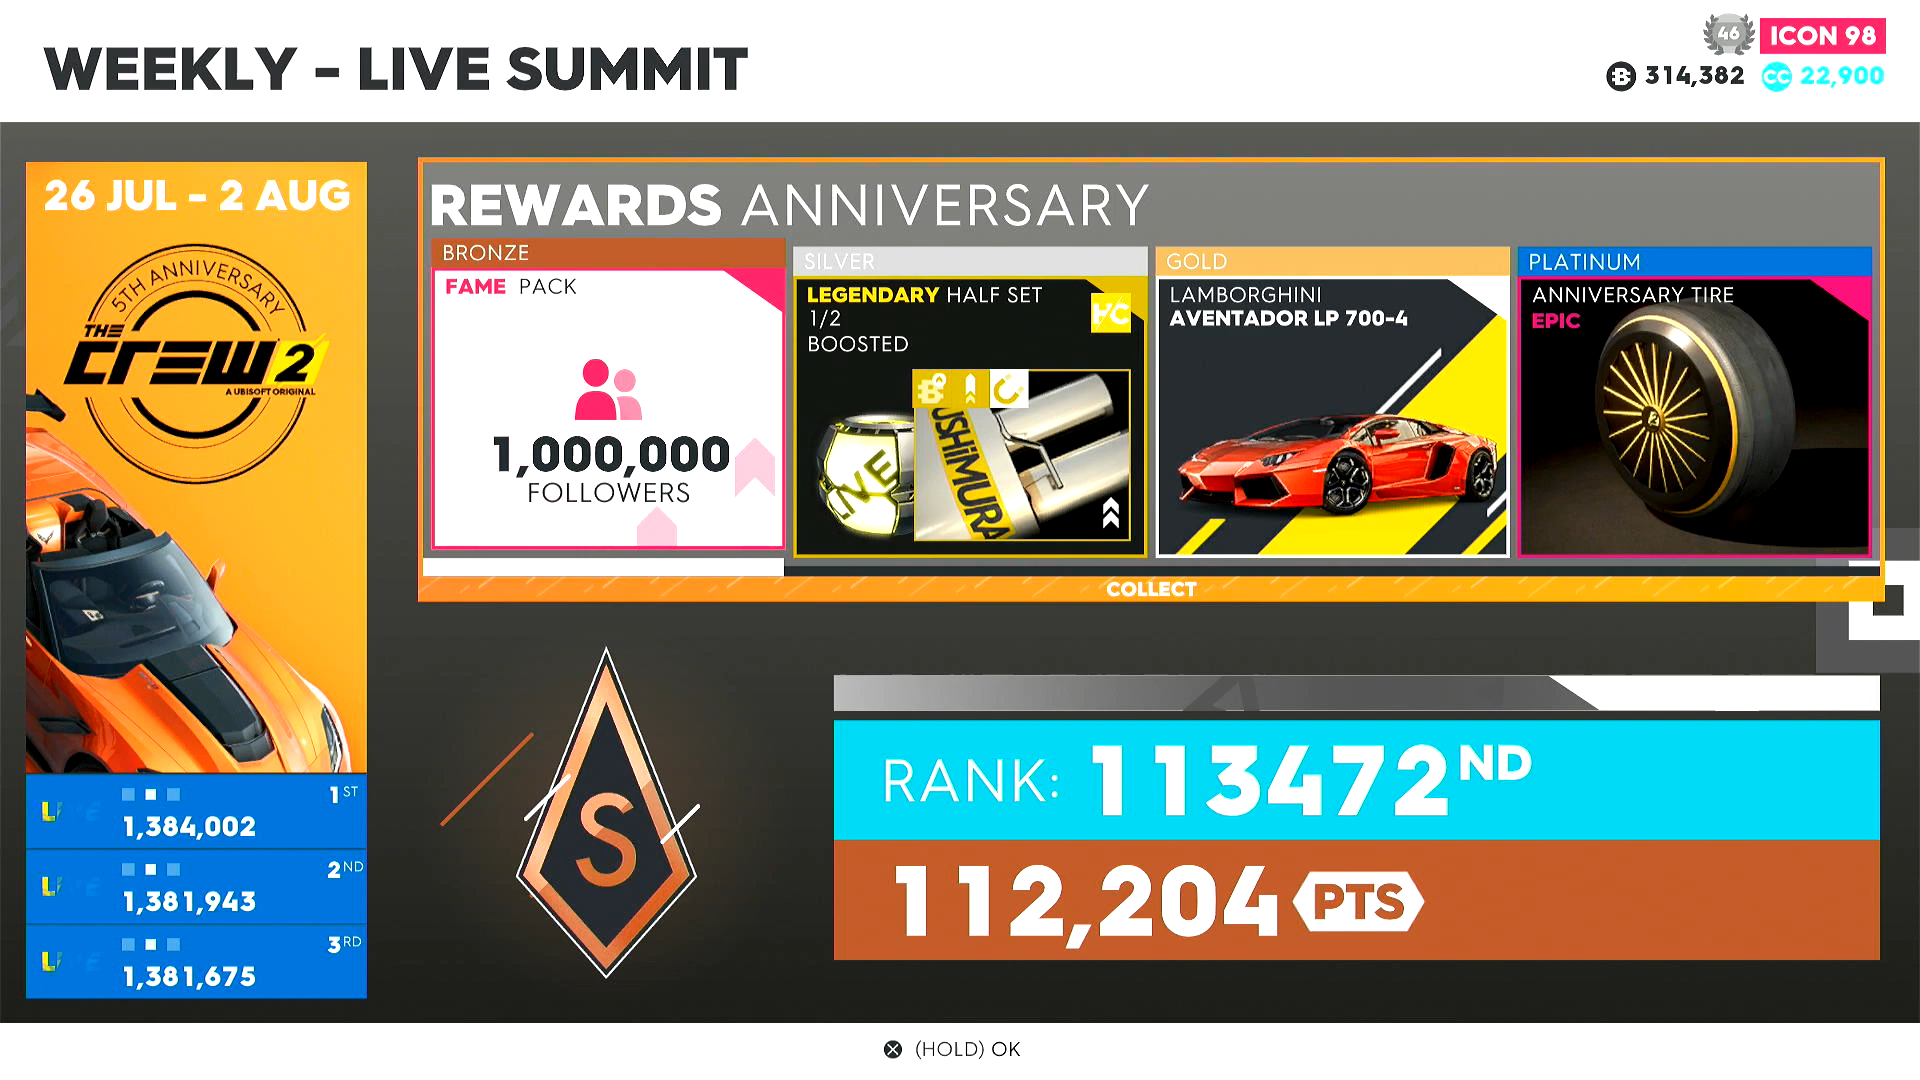 WEEKLY - LIVE SUMMIT
46
ICON 98
314,382
CC 22,900
26 JUL - 2 AUG
5TH ANNIVERSARY
THE
CREW 2
A UBISOFT ORIGINAL
1ST
1,384,002
2ND
1,381,943
3RD
1,381,675
REWARDS ANNIVERSARY
BRONZE
FAME PACK
1,000,000
FOLLOWERS
SILVER
LEGENDARY HALF SET
1/2
BOOSTED
HC
LIVE
USHIMURA
GOLD
LAMBORGHINI
AVENTADOR LP 700-4
PLATINUM
ANNIVERSARY TIRE
EPIC
COLLECT
S
RANK: 113472ND
112,204 PTS
(HOLD) OK